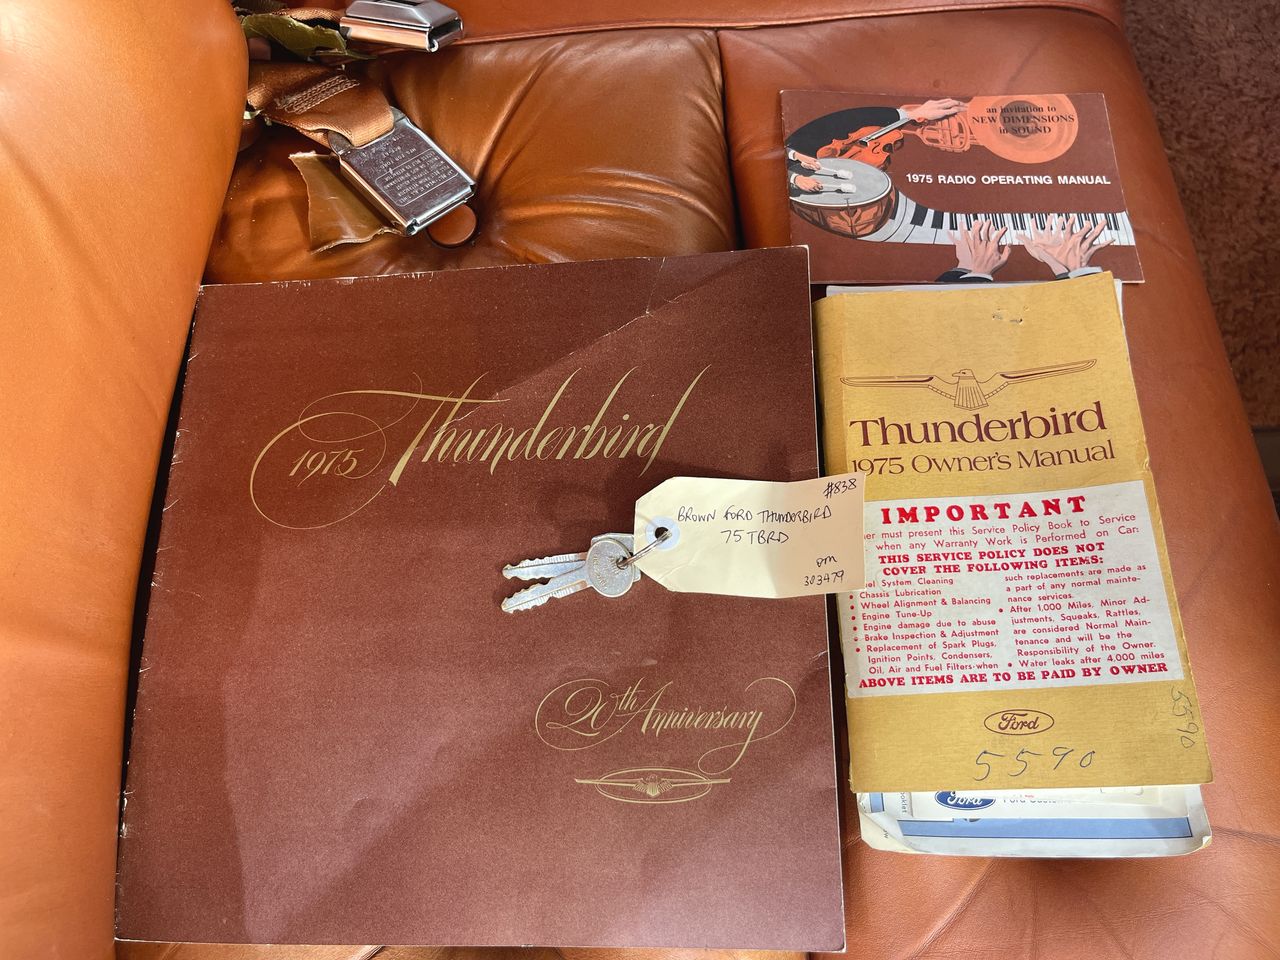 an invitation to
NEW DIMENSIONS
in SOUND
1975 RADIO OPERATING MANUAL
1975 Thunderbird
20th Anniversary
#838
BROWN FORD THUNDERBIRD
75 TBRD
om
303479
Thunderbird
1975 Owner's Manual
IMPORTANT
must present this Service Policy Book to Service
when any Warranty Work is Performed on Car:
THIS SERVICE POLICY DOES NOT
COVER THE FOLLOWING ITEMS:
System Cleaning
Chassis Lubrication
• Wheel Alignment & Balancing
• Engine Tune-Up
• Engine damage due to abuse
• Brake Inspection & Adjustment
• Replacement of Spark Plugs,
Ignition Points, Condensers,
Oil, Air and Fuel Filters-when
such replacements are made as
a part of any normal mainte-
nance services.
• After 1,000 Miles, Minor Ad-
justments, Squeaks, Rattles,
are considered Normal Main-
tenance and will be the
Responsibility of the Owner.
• Water leaks after 4,000 miles
ABOVE ITEMS ARE TO BE PAID BY OWNER
Ford
5590
5590
Ford